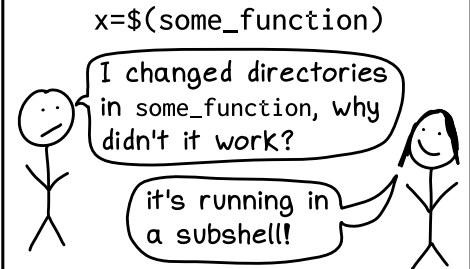 x=$(some_function)
I changed directories
in some_function, why
didn't it work?
it's running in
a subshell!